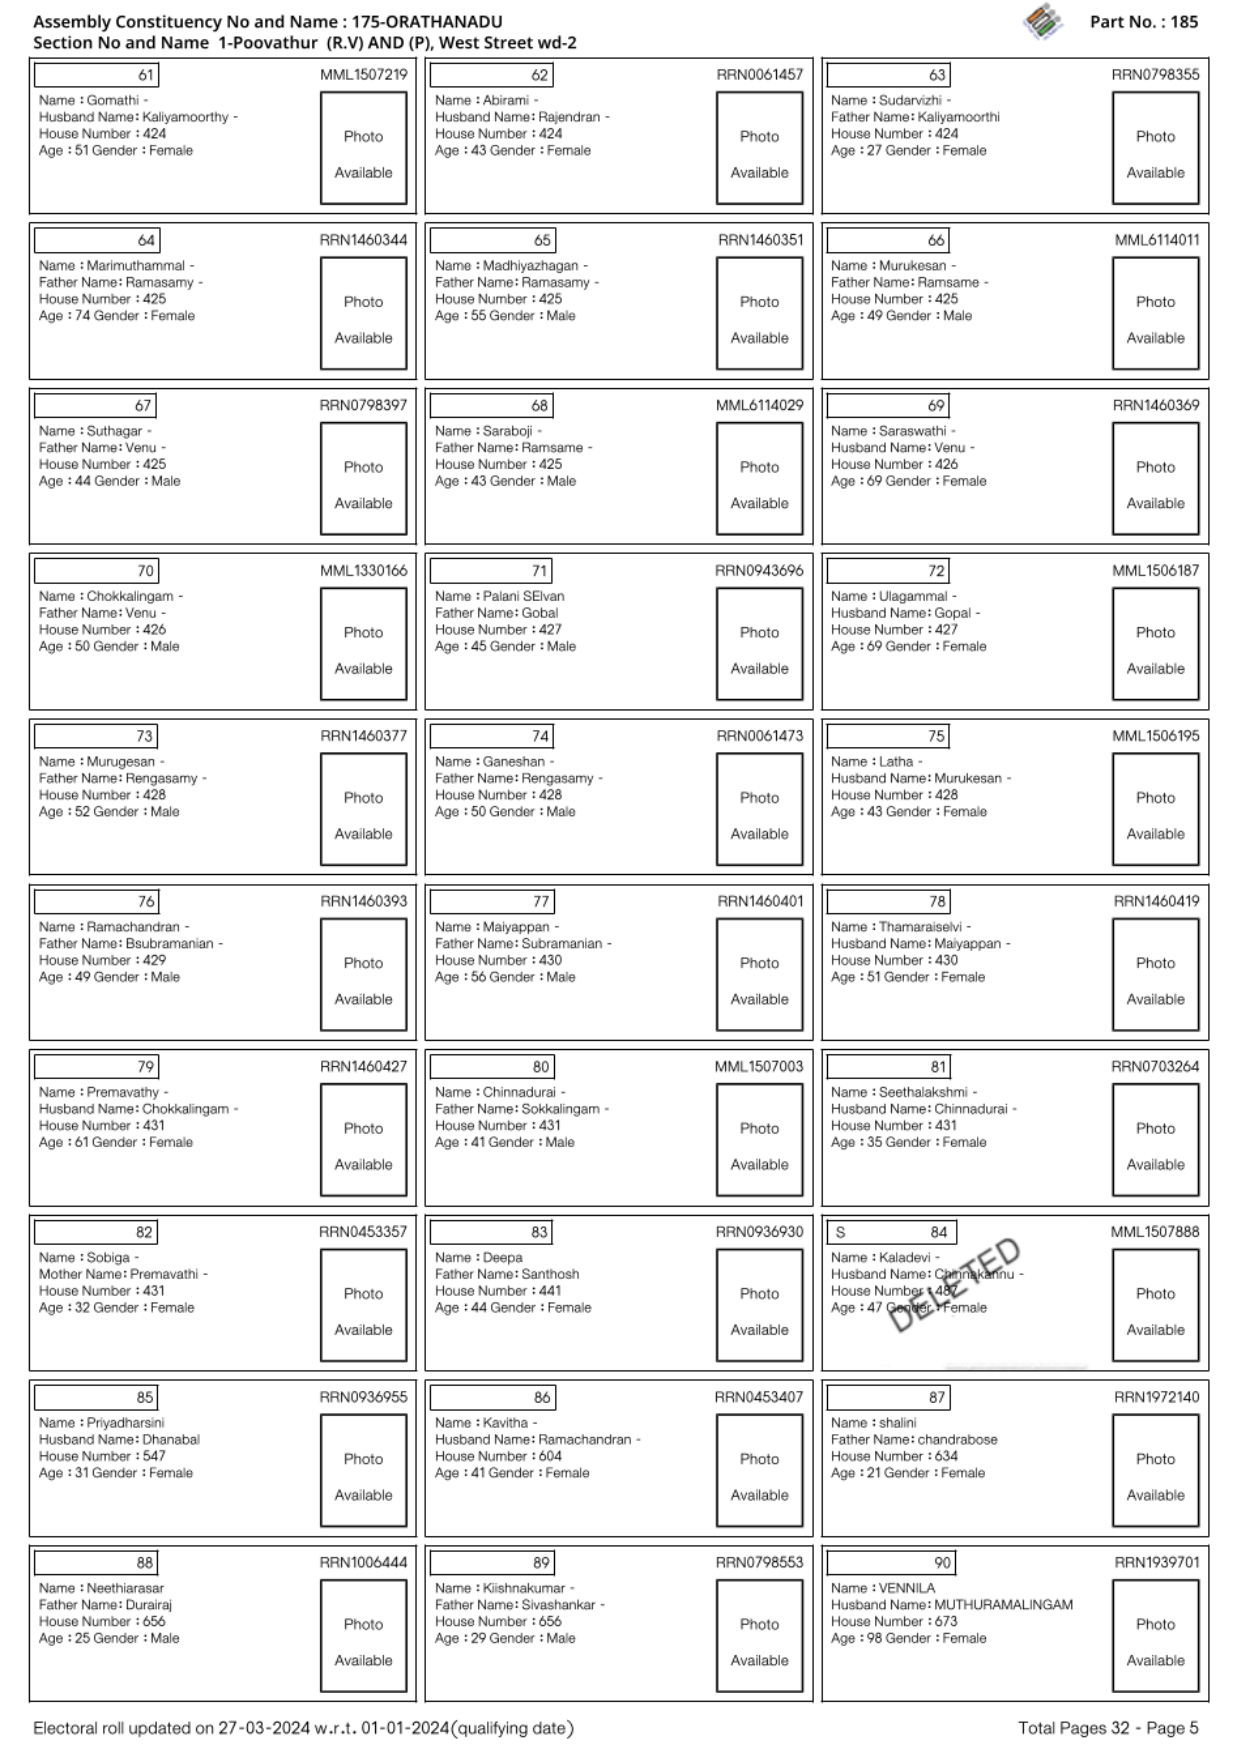 Assembly Constituency No and Name : 175-ORATHANADU
Part No. : 185
Section No and Name 1-Poovathur (R.V) AND (P), West Street wd-2
61 MML1507219
Name : Gomathi -
Husband Name: Kaliyamoorthy -
House Number : 424
Age : 51 Gender : Female
Photo
Available
62 RRN0061457
Name : Abirami -
Husband Name: Rajendran -
House Number : 424
Age : 43 Gender : Female
Photo
Available
63 RRN0798355
Name : Sudarvizhi -
Father Name: Kaliyamoorthi
House Number : 424
Age : 27 Gender : Female
Photo
Available
64 RRN1460344
Name : Marimuthammal -
Father Name: Ramasamy -
House Number : 425
Age : 74 Gender : Female
Photo
Available
65 RRN1460351
Name : Madhiyazhagan -
Father Name: Ramasamy -
House Number : 425
Age : 55 Gender : Male
Photo
Available
66 MML6114011
Name : Murukesan -
Father Name: Ramsame -
House Number : 425
Age : 49 Gender : Male
Photo
Available
67 RRN0798397
Name : Suthagar -
Father Name: Venu -
House Number : 425
Age : 44 Gender : Male
Photo
Available
68 MML6114029
Name : Saraboji -
Father Name: Ramsame -
House Number : 425
Age : 43 Gender : Male
Photo
Available
69 RRN1460369
Name : Saraswathi -
Husband Name: Venu -
House Number : 426
Age : 69 Gender : Female
Photo
Available
70 MML1330166
Name : Chokkalingam -
Father Name: Venu -
House Number : 426
Age : 50 Gender : Male
Photo
Available
71 RRN0943696
Name : Palani SElvan
Father Name: Gobal
House Number : 427
Age : 45 Gender : Male
Photo
Available
72 MML1506187
Name : Ulagammal -
Husband Name: Gopal -
House Number : 427
Age : 69 Gender : Female
Photo
Available
73 RRN1460377
Name : Murugesan -
Father Name: Rengasamy -
House Number : 428
Age : 52 Gender : Male
Photo
Available
74 RRN0061473
Name : Ganeshan -
Father Name: Rengasamy -
House Number : 428
Age : 50 Gender : Male
Photo
Available
75 MML1506195
Name : Latha -
Husband Name: Murukesan -
House Number : 428
Age : 43 Gender : Female
Photo
Available
76 RRN1460393
Name : Ramachandran -
Father Name: Bsubramanian -
House Number : 429
Age : 49 Gender : Male
Photo
Available
77 RRN1460401
Name : Maiyappan -
Father Name: Subramanian -
House Number : 430
Age : 56 Gender : Male
Photo
Available
78 RRN1460419
Name : Thamaraiselvi -
Husband Name: Maiyappan -
House Number : 430
Age : 51 Gender : Female
Photo
Available
79 RRN1460427
Name : Premavathy -
Husband Name: Chokkalingam -
House Number : 431
Age : 61 Gender : Female
Photo
Available
80 MML1507003
Name : Chinnadurai -
Father Name: Sokkalingam -
House Number : 431
Age : 41 Gender : Male
Photo
Available
81 RRN0703264
Name : Seethalakshmi -
Husband Name: Chinnadurai -
House Number : 431
Age : 35 Gender : Female
Photo
Available
82 RRN0453357
Name : Sobiga -
Mother Name: Premavathi -
House Number : 431
Age : 32 Gender : Female
Photo
Available
83 RRN0936930
Name : Deepa
Father Name: Santhosh
House Number : 441
Age : 44 Gender : Female
Photo
Available
S 84 MML1507888
Name : Kaladevi -
Husband Name: Chinnakannu -
House Number : 487
Age : 47 Gender : Female
DELETED
Photo
Available
85 RRN0936955
Name : Priyadharsini
Husband Name: Dhanabal
House Number : 547
Age : 31 Gender : Female
Photo
Available
86 RRN0453407
Name : Kavitha -
Husband Name: Ramachandran -
House Number : 604
Age : 41 Gender : Female
Photo
Available
87 RRN1972140
Name : shalini
Father Name: chandrabose
House Number : 634
Age : 21 Gender : Female
Photo
Available
88 RRN1006444
Name : Neethiarasar
Father Name: Durairaj
House Number : 656
Age : 25 Gender : Male
Photo
Available
89 RRN0798553
Name : Kiishnakumar -
Father Name: Sivashankar -
House Number : 656
Age : 29 Gender : Male
Photo
Available
90 RRN1939701
Name : VENNILA
Husband Name: MUTHURAMALINGAM
House Number : 673
Age : 98 Gender : Female
Photo
Available
Electoral roll updated on 27-03-2024 w.r.t. 01-01-2024(qualifying date)
Total Pages 32 - Page 5